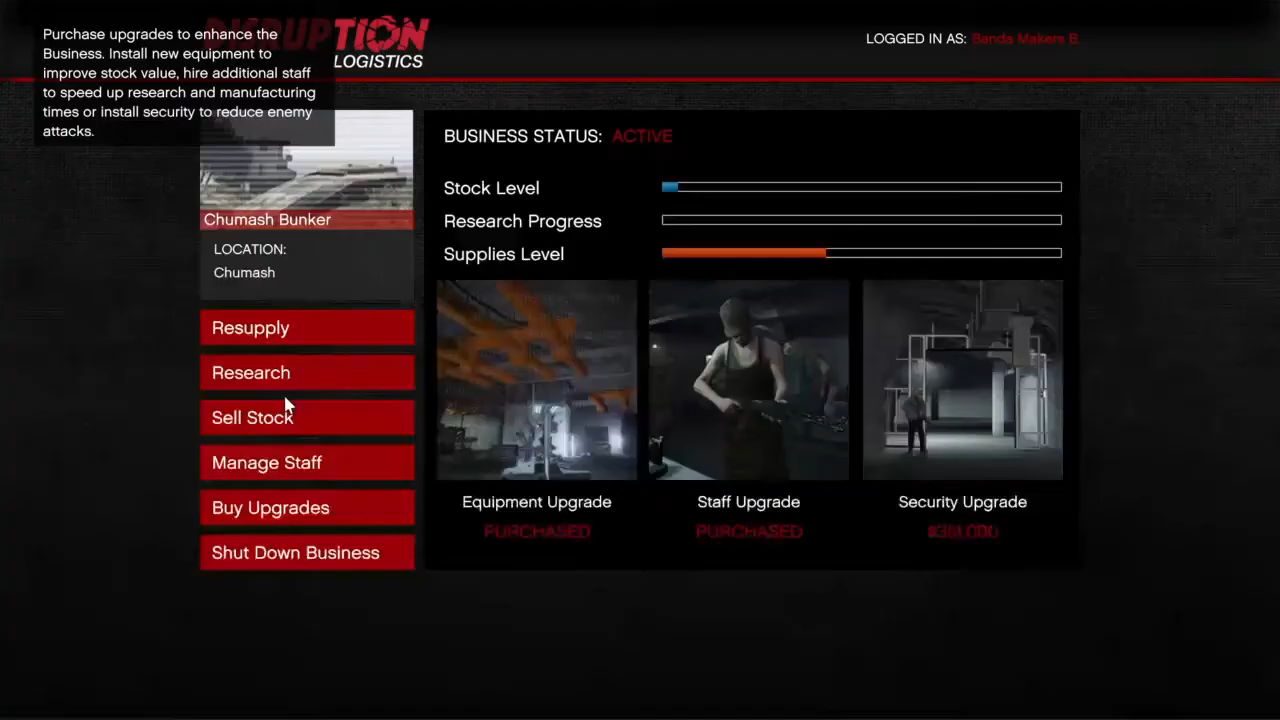 Purchase upgrades to enhance the
Business. Install new equipment to
improve stock value, hire additional staff
to speed up research and manufacturing
times or install security to reduce enemy
attacks.
DISRUPTION
LOGISTICS
LOGGED IN AS: Banda Makers B.
Chumash Bunker
LOCATION:
Chumash
Resupply
Research
Sell Stock
Manage Staff
Buy Upgrades
Shut Down Business
BUSINESS STATUS: ACTIVE
Stock Level
Research Progress
Supplies Level
Equipment Upgrade
PURCHASED
Staff Upgrade
PURCHASED
Security Upgrade